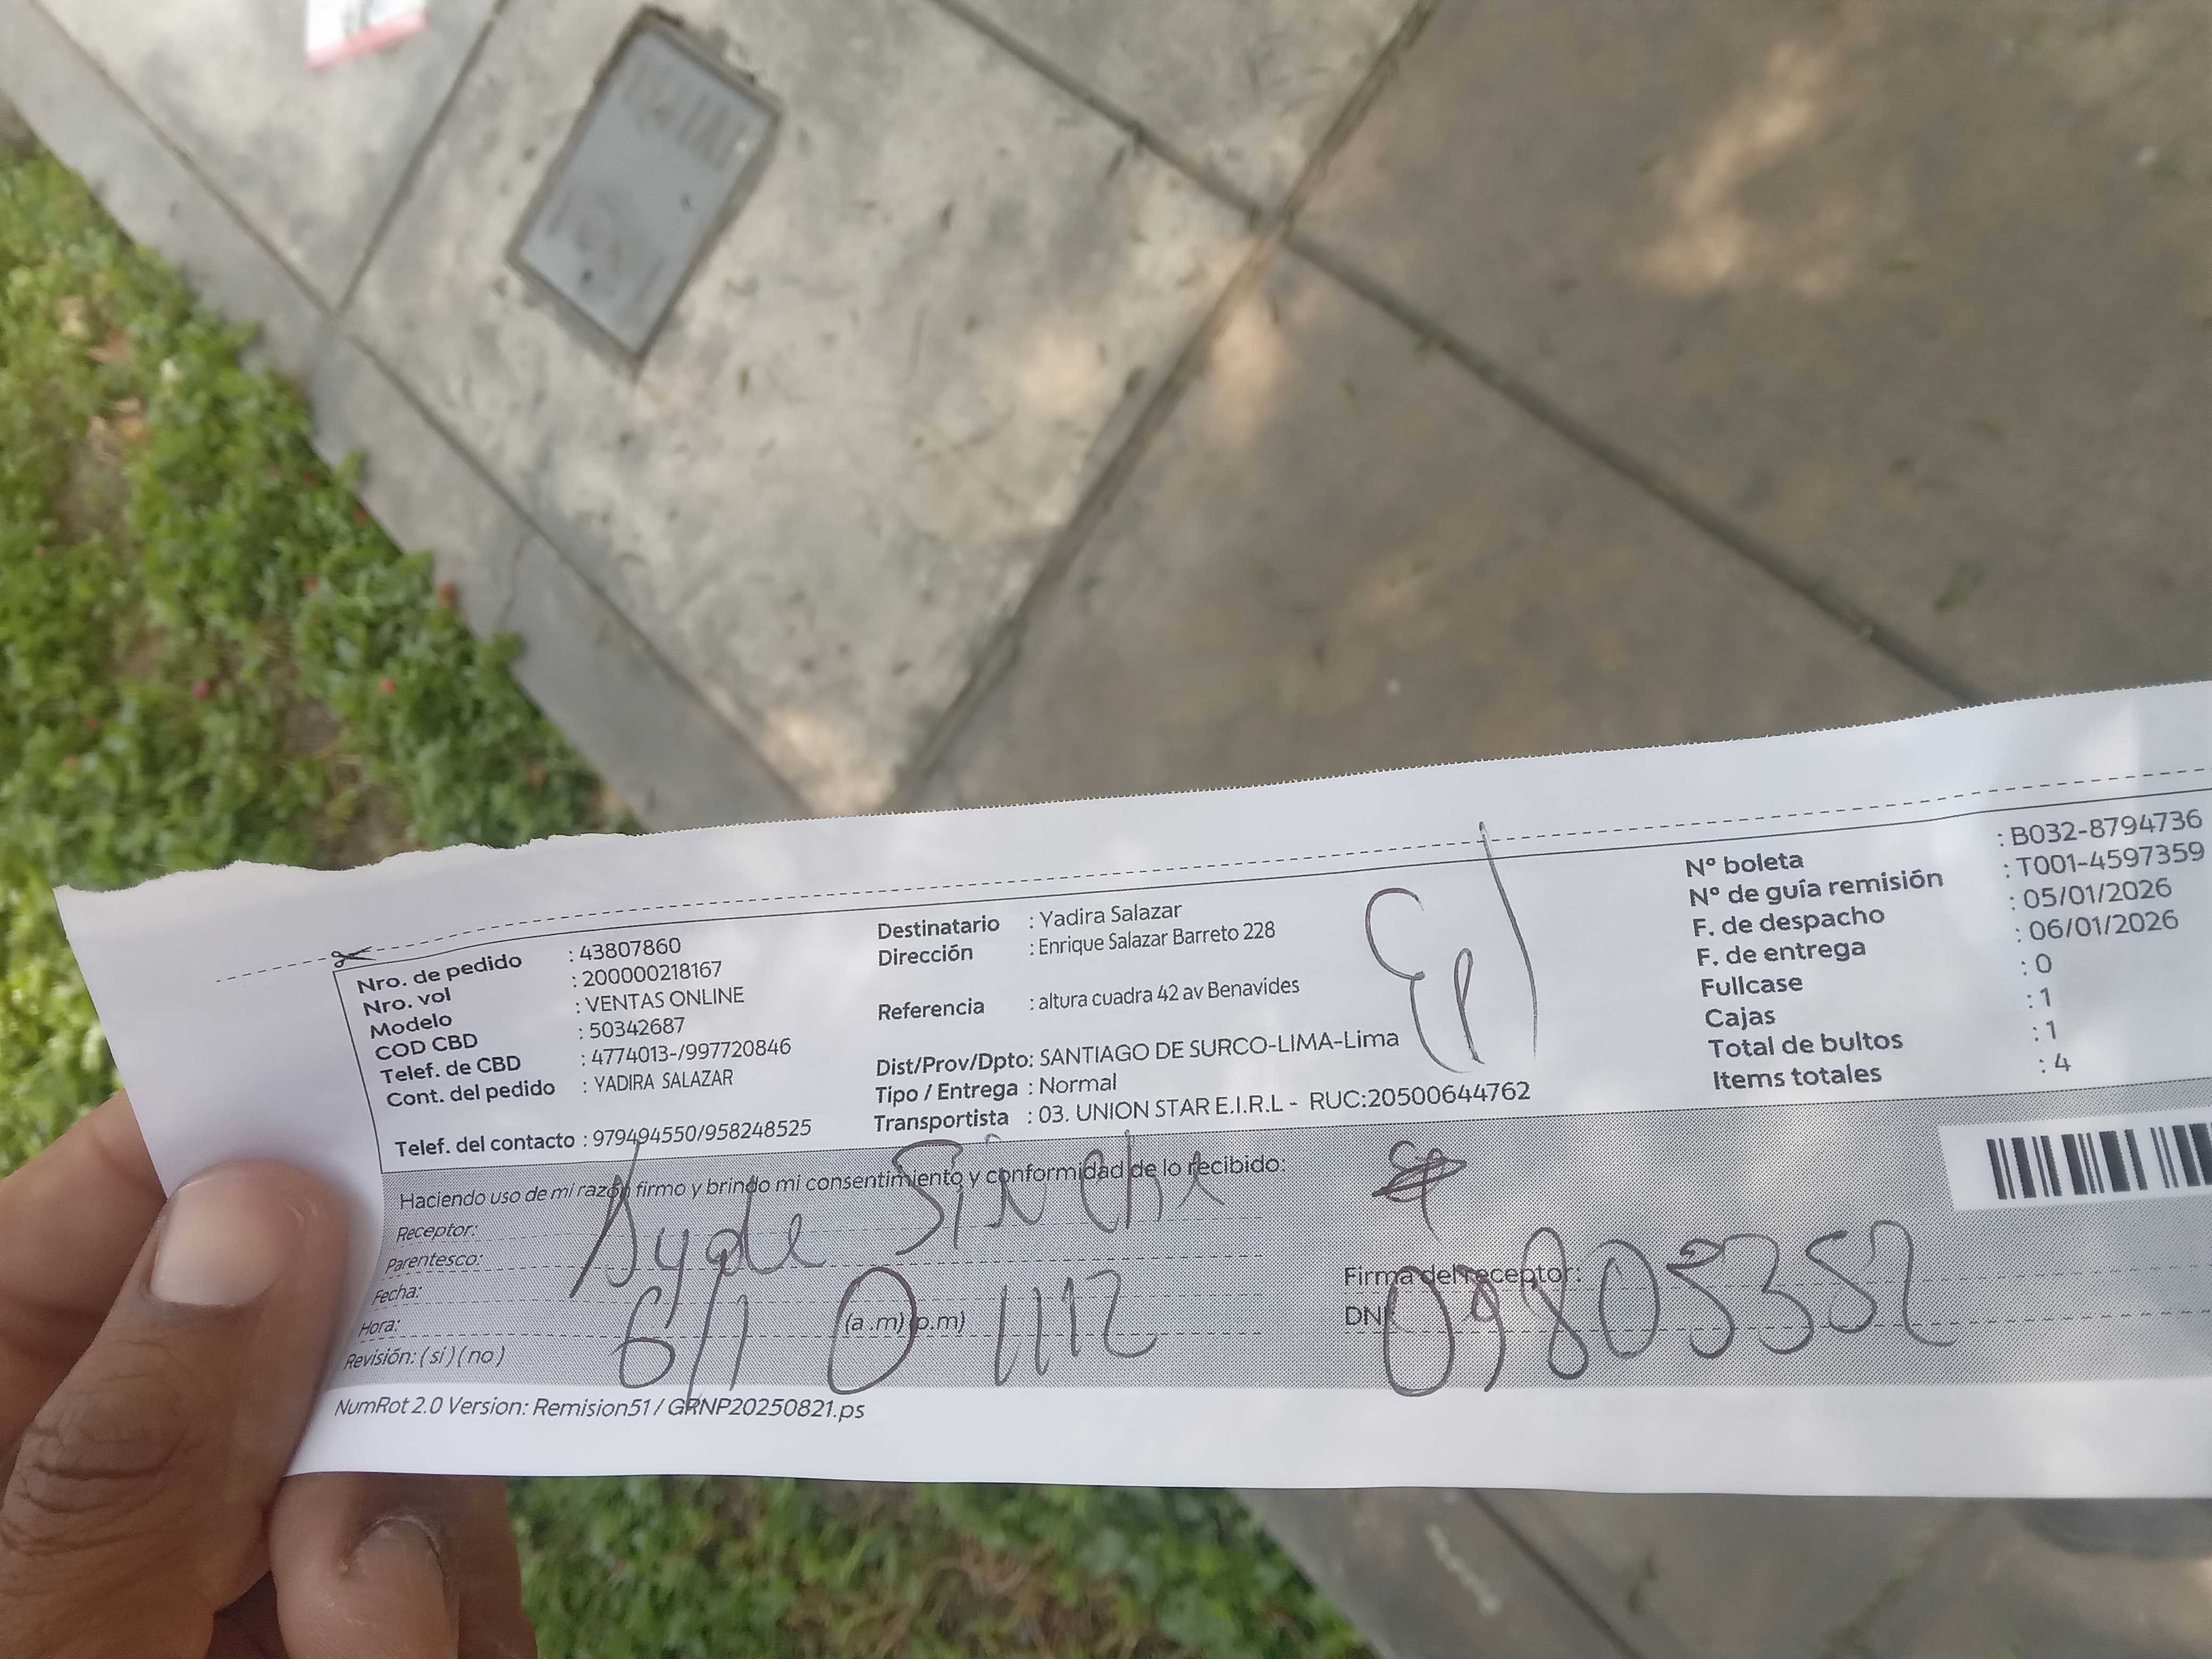 Nro. de pedido : 43807860
Nro. vol : 200000218167
Modelo : VENTAS ONLINE
COD CBD : 50342687
Telef. de CBD : 4774013-/997720846
Cont. del pedido : YADIRA SALAZAR
Telef. del contacto : 979494550/958248525
Destinatario : Yadira Salazar
Dirección : Enrique Salazar Barreto 228
Referencia : altura cuadra 42 av Benavides
Dist/Prov/Dpto: SANTIAGO DE SURCO-LIMA-Lima
Tipo / Entrega : Normal
Transportista : 03. UNION STAR E.I.R.L - RUC:20500644762
Nº boleta : B032-8794736
Nº de guía remisión : T001-4597359
F. de despacho : 05/01/2026
F. de entrega : 06/01/2026
Fullcase : 0
Cajas : 1
Total de bultos : 1
Items totales : 4
Haciendo uso de mi razón firmo y brindo mi consentimiento y conformidad de lo recibido:
Receptor: Ayde Sinche
Parentesco:
Fecha: 6/1
Hora: (a.m) (p.m) 1112
Revisión: (si) (no)
Firma del receptor:
DNI 09805352
NumRot 2.0 Version: Remision51 / GRNP20250821.ps